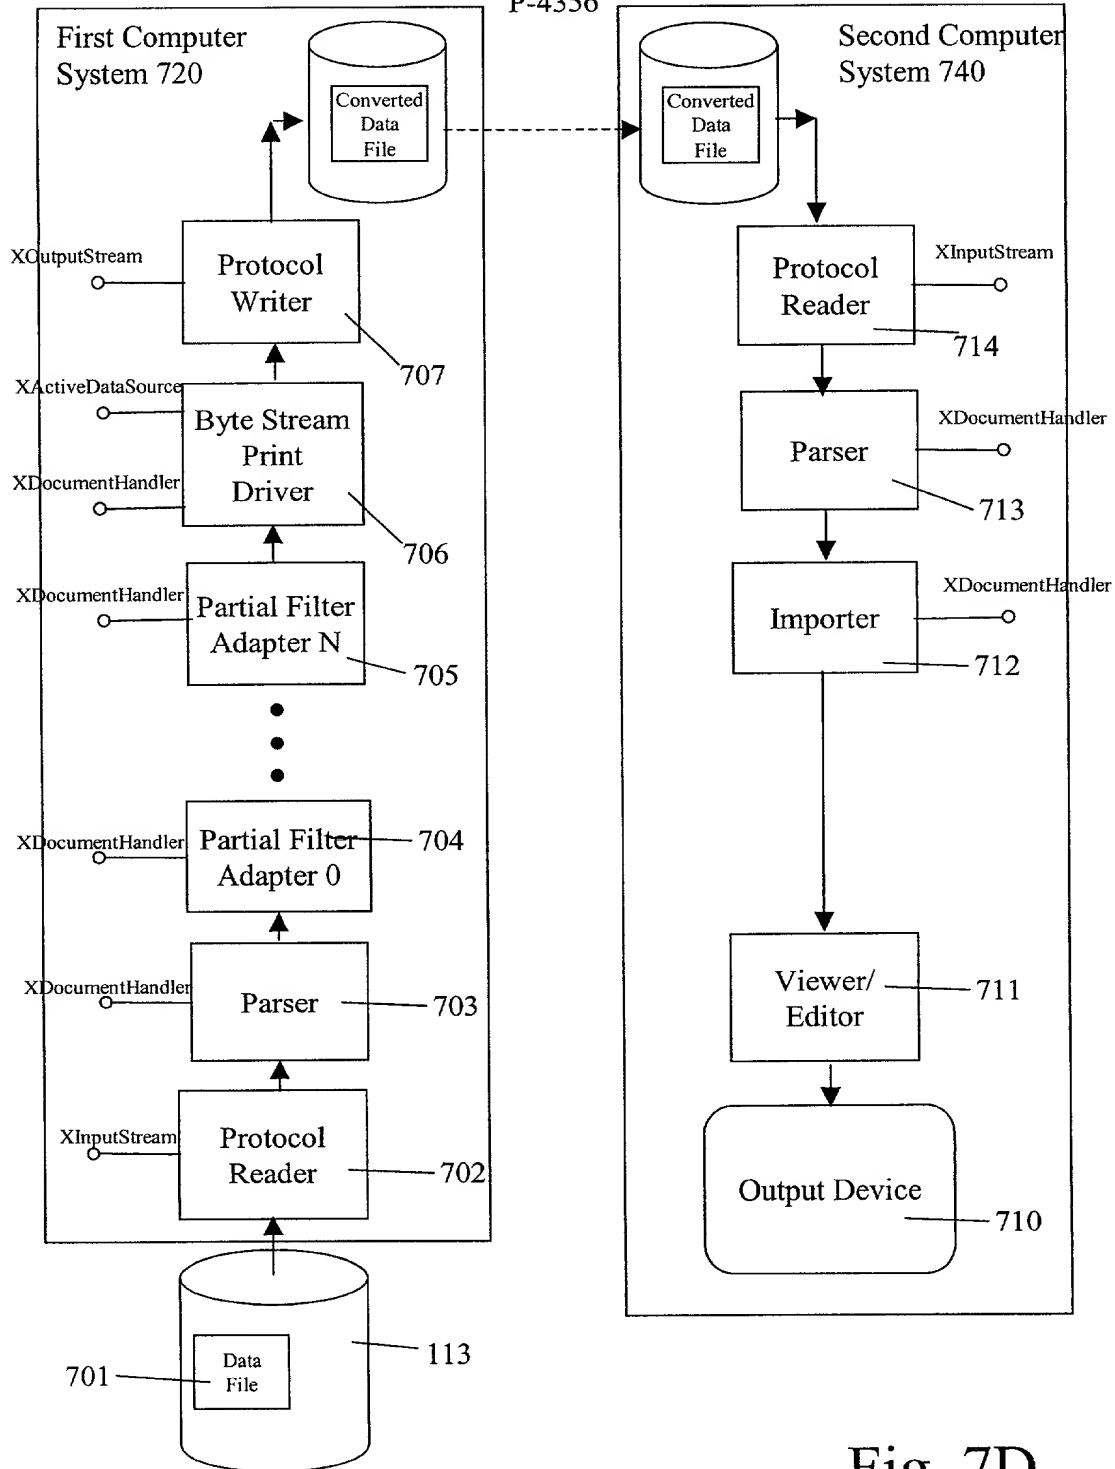 P-4356
First Computer
System 720
Converted
Data
File
XOutputStream
Protocol
Writer
707
XActiveDataSource
Byte Stream
Print
Driver
XDocumentHandler
706
XDocumentHandler
Partial Filter
Adapter N
705
XDocumentHandler
Partial Filter
Adapter 0
704
XDocumentHandler
Parser
703
XInputStream
Protocol
Reader
702
Data
File
701
113
Second Computer
System 740
Converted
Data
File
Protocol
Reader
XInputStream
714
XDocumentHandler
Parser
713
XDocumentHandler
Importer
712
Viewer/
Editor
711
Output Device
710
Fig. 7D